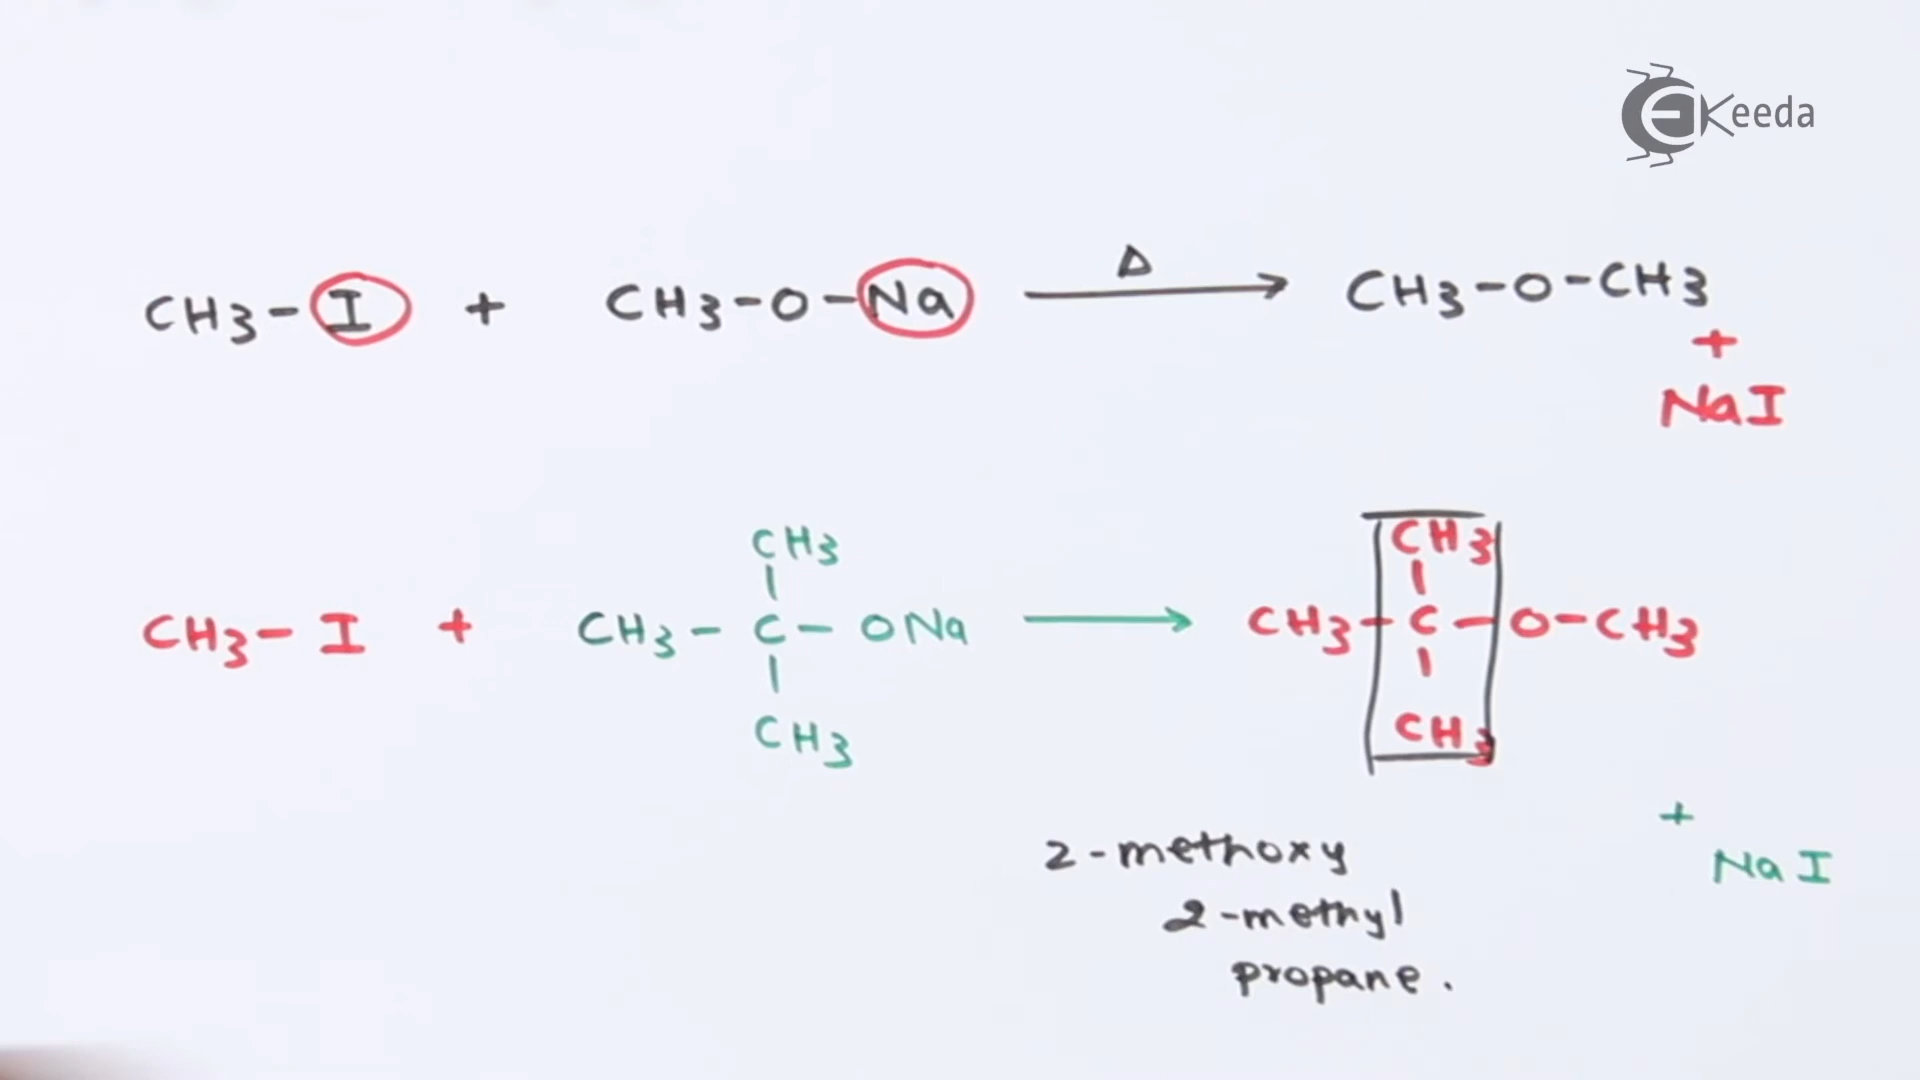 EKeeda
CH3-I + CH3-O-Na Δ→ CH3-O-CH3
+
NaI
CH3 CH3
| |
CH3-I + CH3-C-ONa → CH3-C-O-CH3
| |
CH3 CH3
+
NaI
2-methoxy
2-methyl
propane.